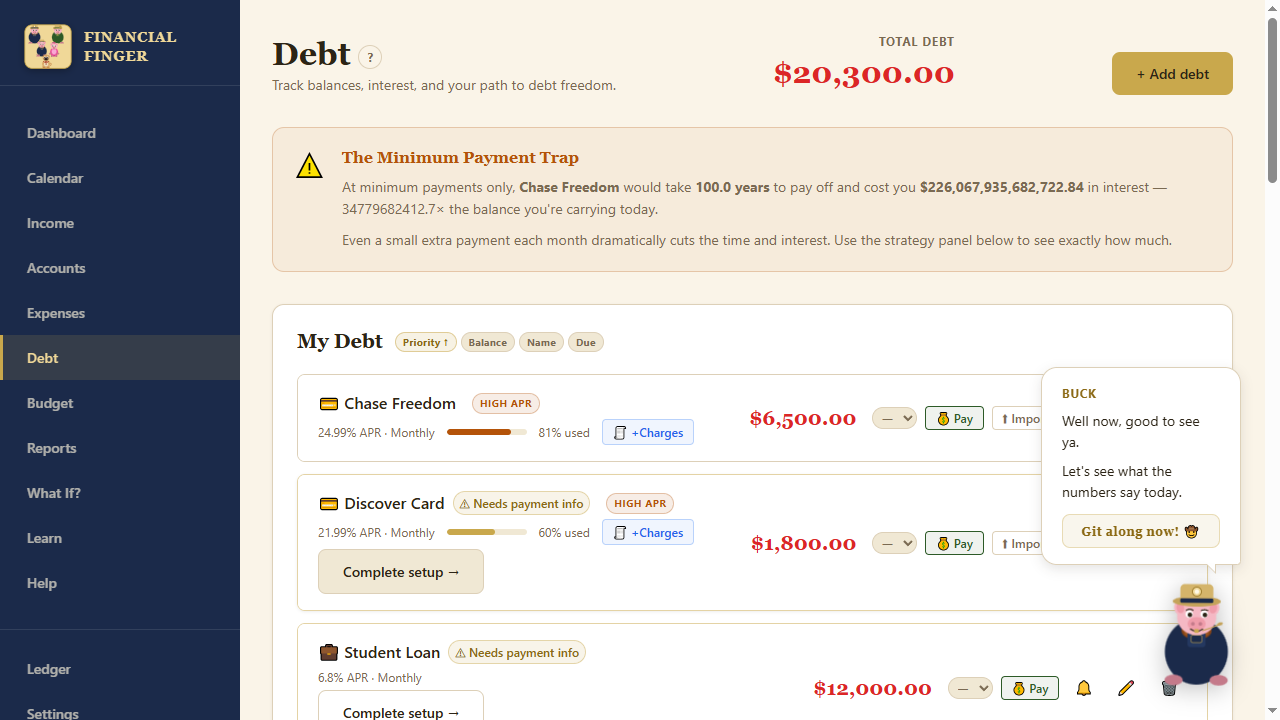 FINANCIAL
FINGER
Dashboard
Calendar
Income
Accounts
Expenses
Debt
Budget
Reports
What If?
Learn
Help
Ledger
Settings
Debt ?
Track balances, interest, and your path to debt freedom.
TOTAL DEBT
$20,300.00
+ Add debt
The Minimum Payment Trap
At minimum payments only, Chase Freedom would take 100.0 years to pay off and cost you $226,067,935,682,722.84 in interest —
34779682412.7× the balance you're carrying today.
Even a small extra payment each month dramatically cuts the time and interest. Use the strategy panel below to see exactly how much.
My Debt Priority ↑ Balance Name Due
Chase Freedom HIGH APR
24.99% APR · Monthly 81% used +Charges
$6,500.00 — Pay ⬆ Impo
Discover Card ⚠ Needs payment info HIGH APR
21.99% APR · Monthly 60% used +Charges
Complete setup →
$1,800.00 — Pay ⬆ Impo
Student Loan ⚠ Needs payment info
6.8% APR · Monthly
Complete setup →
$12,000.00 — Pay
BUCK
Well now, good to see
ya.
Let's see what the
numbers say today.
Git along now! 🤠